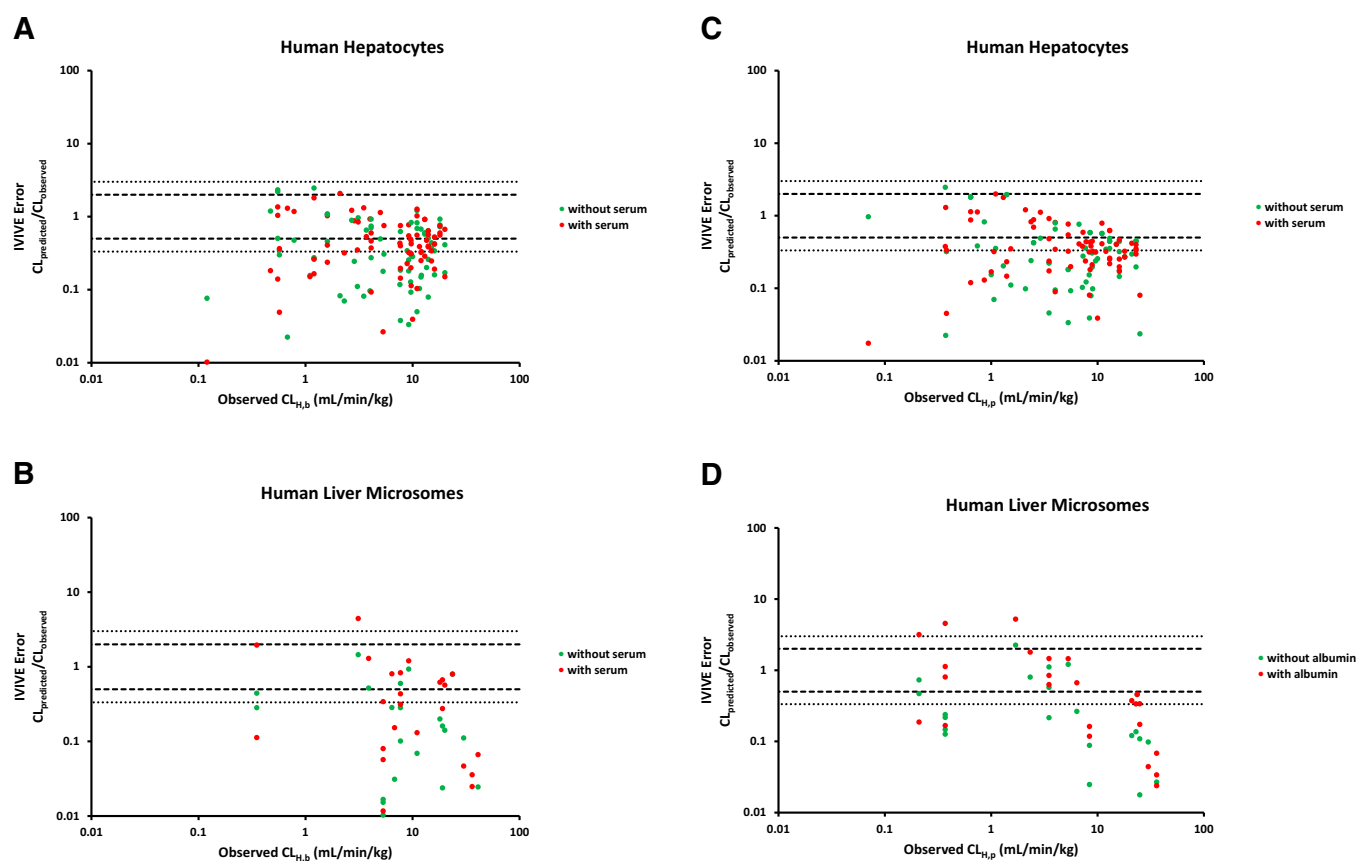 A
Human Hepatocytes
100
10
1
0.1
0.01
0.01
0.1
1
10
100
IVIVE Error
CLpredicted/CLobserved
Observed CLH,b (mL/min/kg)
without serum
with serum
C
Human Hepatocytes
100
10
1
0.1
0.01
0.01
0.1
1
10
100
IVIVE Error
CLpredicted/CLobserved
Observed CLH,p (mL/min/kg)
without serum
with serum
B
Human Liver Microsomes
100
10
1
0.1
0.01
0.01
0.1
1
10
100
IVIVE Error
CLpredicted/CLobserved
Observed CLH,b (mL/min/kg)
without serum
with serum
D
Human Liver Microsomes
100
10
1
0.1
0.01
0.01
0.1
1
10
100
IVIVE Error
CLpredicted/CLobserved
Observed CLH,p (mL/min/kg)
without albumin
with albumin